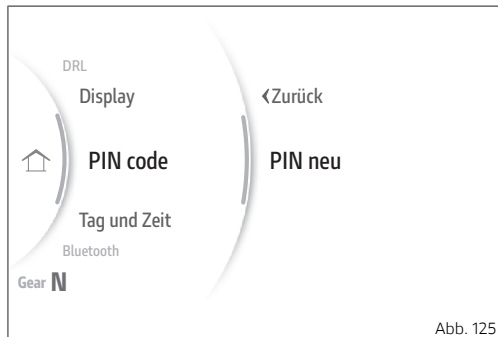 DRL
Display
‹Zurück
PIN code
PIN neu
Tag und Zeit
Bluetooth
Gear N
Abb. 125